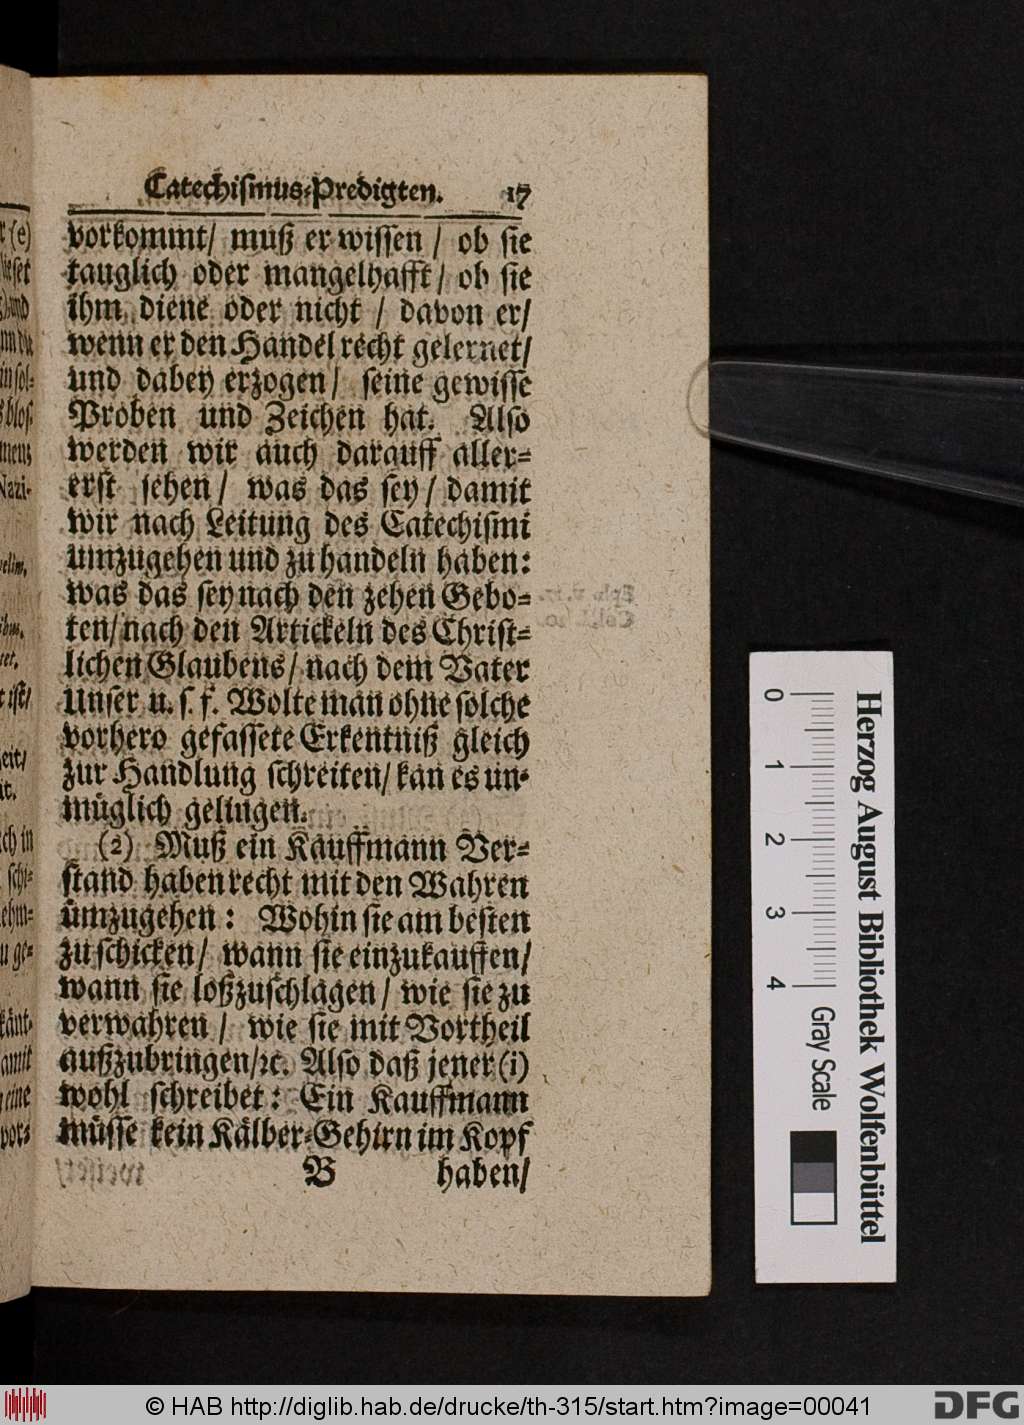 Catechiſmus-Predigten. 17
vorkommt/ muß er wiſſen / ob ſie
tauglich oder mangelhafft / ob ſie
ihm diene oder nicht / davon er/
wenn er den Handel recht gelernet/
und dabey erzogen / ſeine gewiſſe
Proben und Zeichen hat. Alſo
werden wir auch darauff aller-
erſt ſehen / was das ſey / damit
wir nach Leitung des Catechiſmi
umzugehen und zu handeln haben:
was das ſey nach den zehen Gebo-
ten/ nach den Artickeln des Chriſt-
lichen Glaubens/ nach dem Vater
Unſer u. ſ. f. Wolte man ohne ſolche
vorhero gefaſſete Erkentniß gleich
zur Handlung ſchreiten/ kan es un-
müglich gelingen.
(2) Muß ein Kauffmann Ver-
ſtand haben recht mit den Wahren
ümzugehen: Wohin ſie am beſten
zu ſchicken/ wann ſie einzukauffen/
wann ſie loßzuſchlagen / wie ſie zu
verwahren / wie ſie mit Vortheil
außzubringen/ꝛc. Alſo daß jener (i)
wohl ſchreibet: Ein Kauffmann
müſſe kein Kälber-Gehirn im Kopf
B haben/
0 1 2 3 4
Gray Scale
Herzog August Bibliothek Wolfenbüttel
© HAB http://diglib.hab.de/drucke/th-315/start.htm?image=00041
DFG